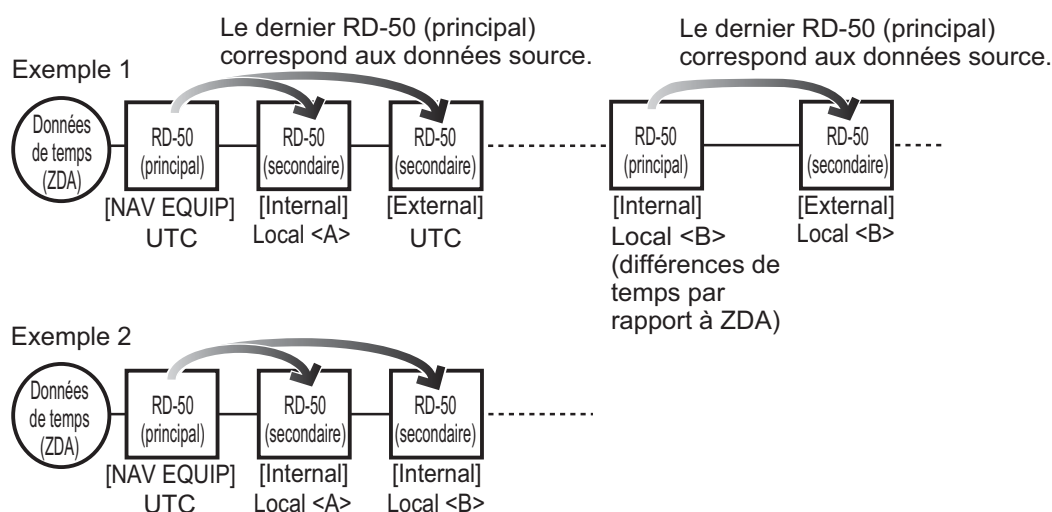 Le dernier RD-50 (principal)
correspond aux données source.
Le dernier RD-50 (principal)
correspond aux données source.
Exemple 1
Données
de temps
(ZDA)
RD-50
(principal)
RD-50
(secondaire)
RD-50
(secondaire)
RD-50
(principal)
RD-50
(secondaire)
[NAV EQUIP]
UTC
[Internal]
Local <A>
[External]
UTC
[Internal]
Local <B>
(différences de
temps par
rapport à ZDA)
[External]
Local <B>
Exemple 2
Données
de temps
(ZDA)
RD-50
(principal)
RD-50
(secondaire)
RD-50
(secondaire)
[NAV EQUIP]
UTC
[Internal]
Local <A>
[Internal]
Local <B>